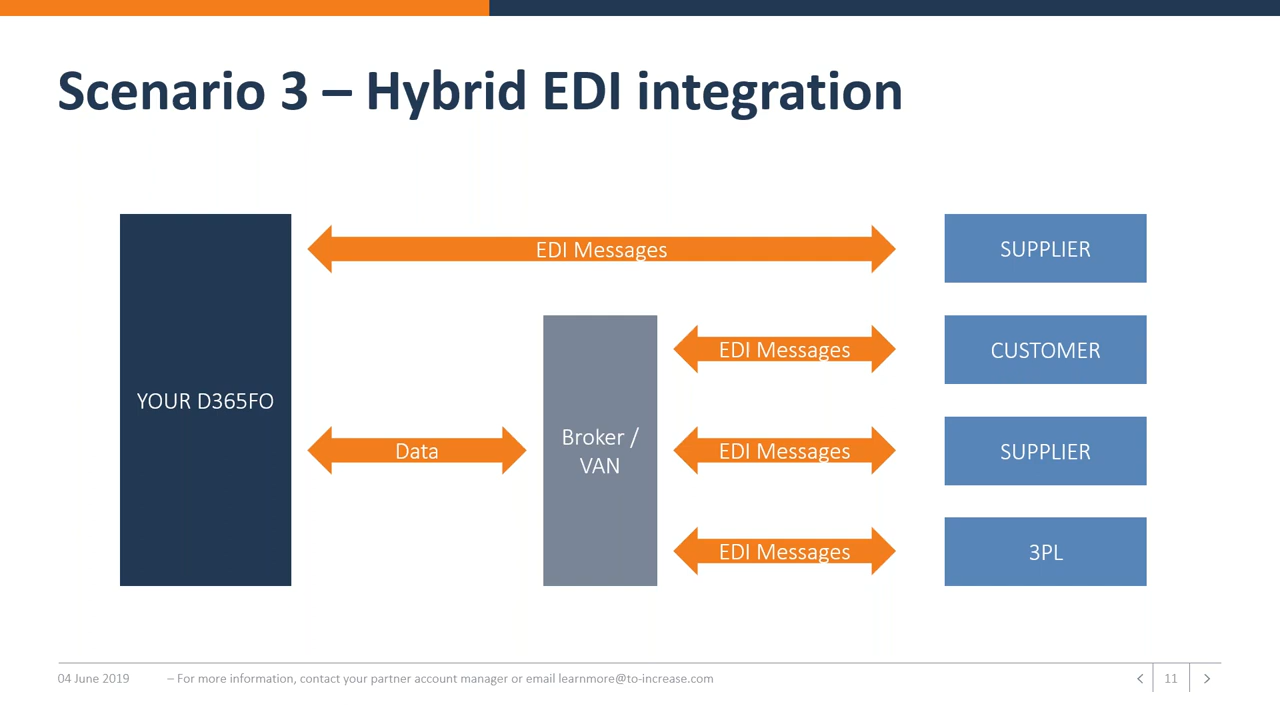 Scenario 3 – Hybrid EDI integration
EDI Messages
SUPPLIER
EDI Messages
CUSTOMER
YOUR D365FO
Data
Broker /
VAN
EDI Messages
SUPPLIER
EDI Messages
3PL
04 June 2019
– For more information, contact your partner account manager or email learnmore@to-increase.com
< 11 >